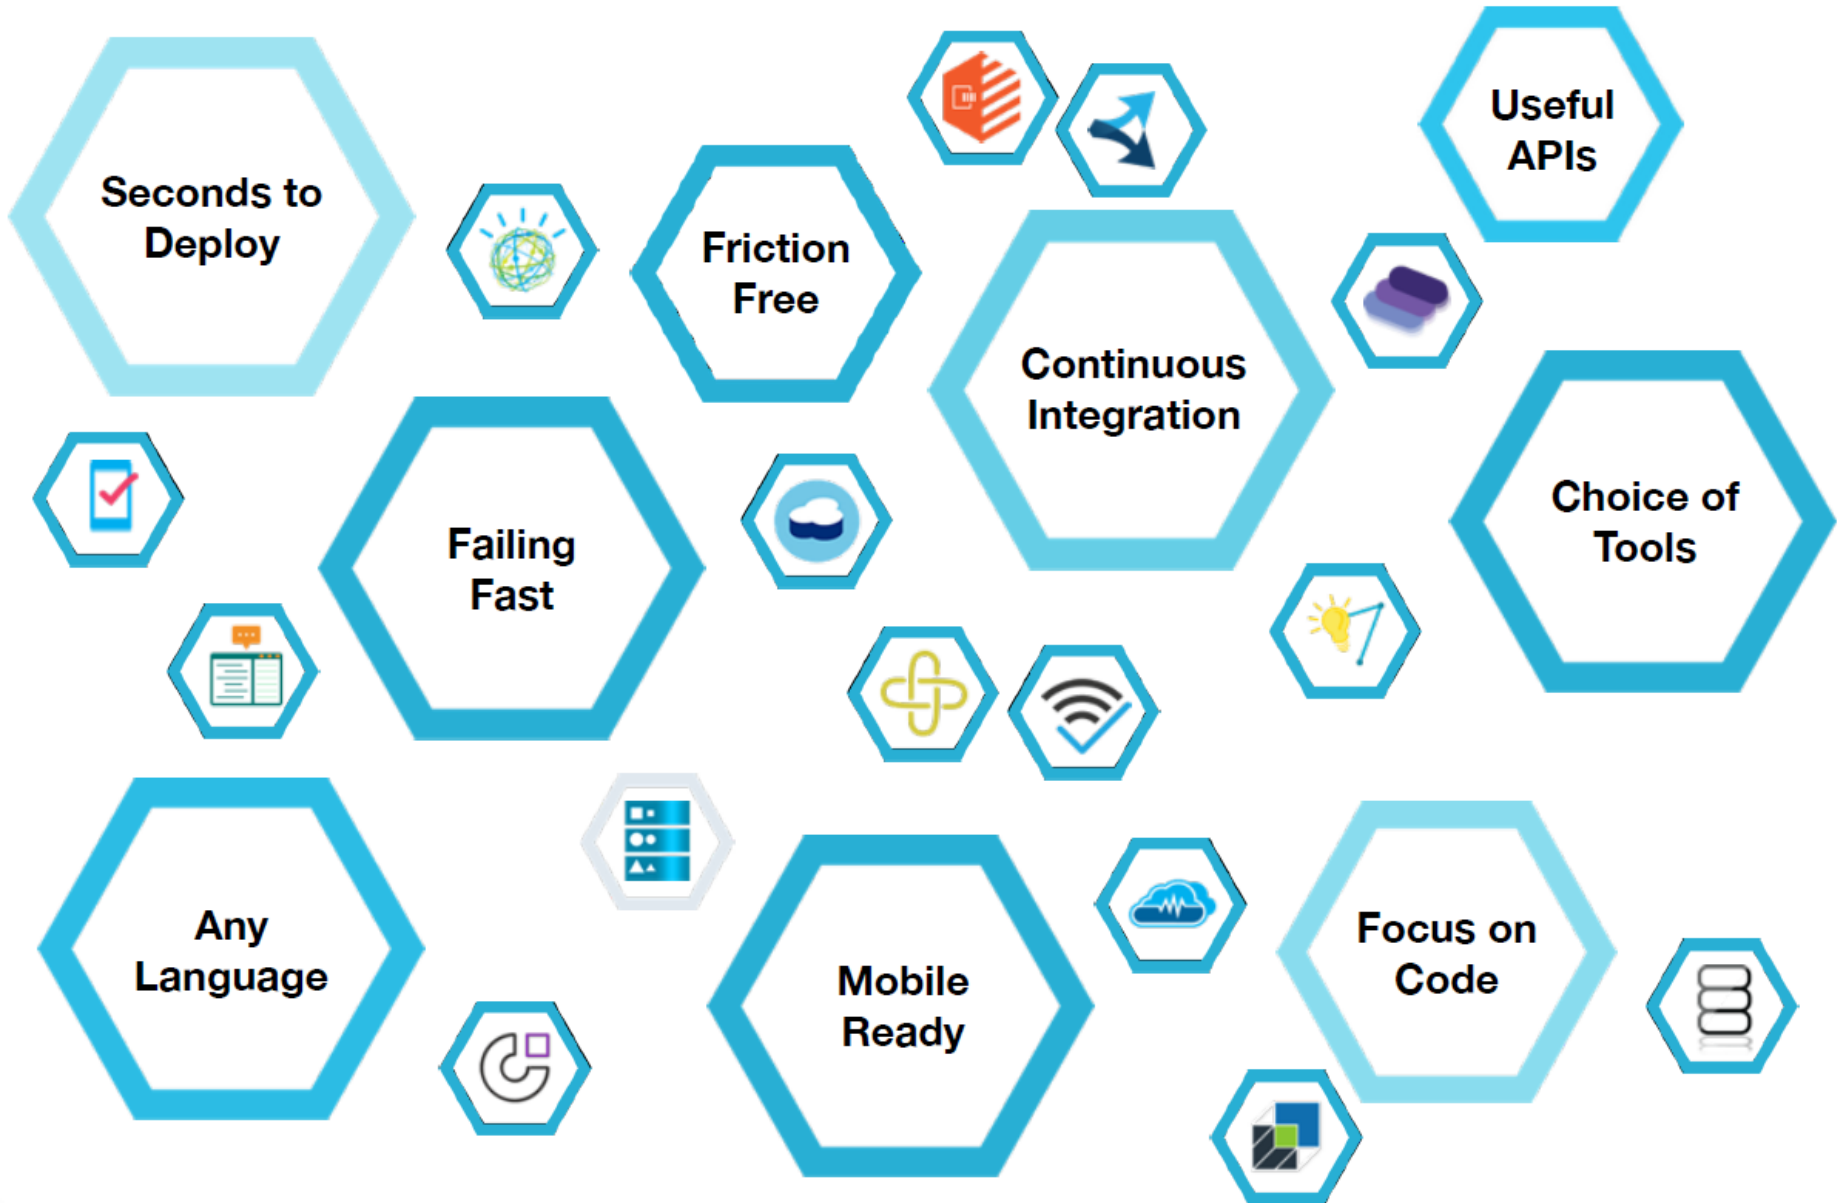 Seconds to
Deploy
Friction
Free
Useful
APIs
Continuous
Integration
Failing
Fast
Choice of
Tools
Any
Language
Mobile
Ready
Focus on
Code